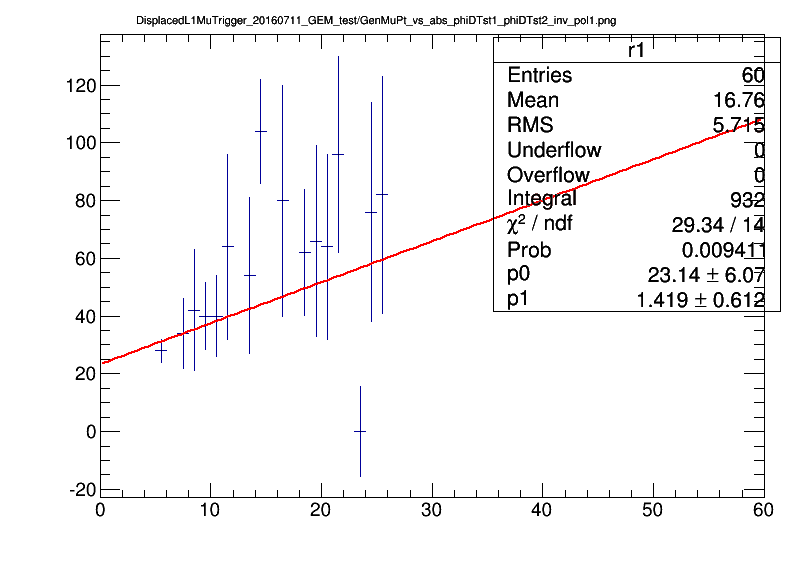 DisplacedL1MuTrigger_20160711_GEM_test/GenMuPt_vs_abs_phiDTst1_phiDTst2_inv_pol1.png
r1
Entries 60
Mean 16.76
RMS 5.715
Underflow 0
Overflow 0
Integral 932
χ² / ndf 29.34 / 14
Prob 0.009411
p0 23.14 ± 6.07
p1 1.419 ± 0.612
120
100
80
60
40
20
0
-20
0 10 20 30 40 50 60